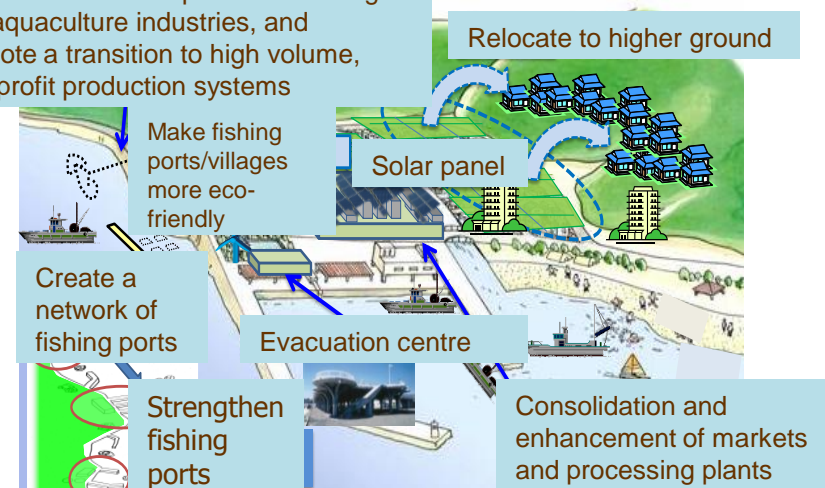 aquaculture industries, and
ote a transition to high volume,
profit production systems
Relocate to higher ground
Make fishing
ports/villages
more eco-
friendly
Solar panel
Create a
network of
fishing ports
Evacuation centre
Strengthen
fishing
ports
Consolidation and
enhancement of markets
and processing plants